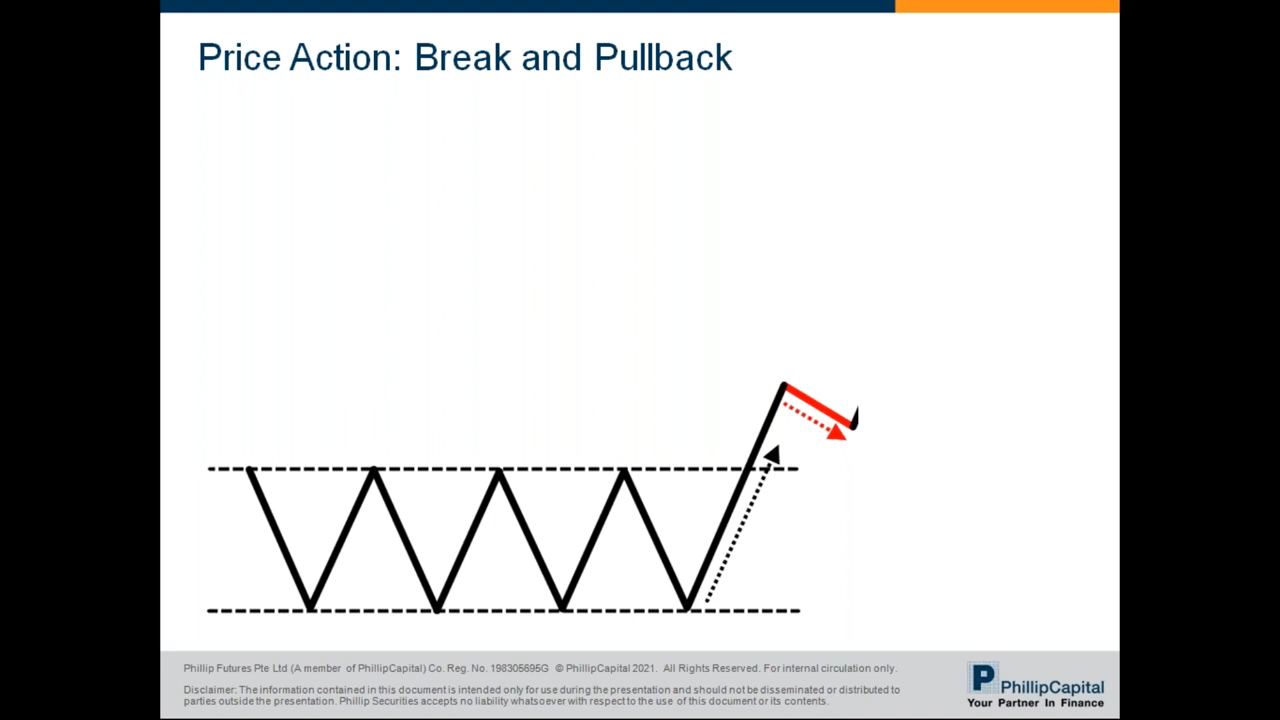 Price Action: Break and Pullback
Phillip Futures Pte Ltd (A member of PhillipCapital) Co. Reg. No. 198305695G © PhillipCapital 2021. All Rights Reserved. For internal circulation only.
Disclaimer: The information contained in this document is intended only for use during the presentation and should not be disseminated or distributed to
parties outside the presentation. Phillip Securities accepts no liability whatsoever with respect to the use of this document or its contents.
P PhillipCapital
Your Partner In Finance